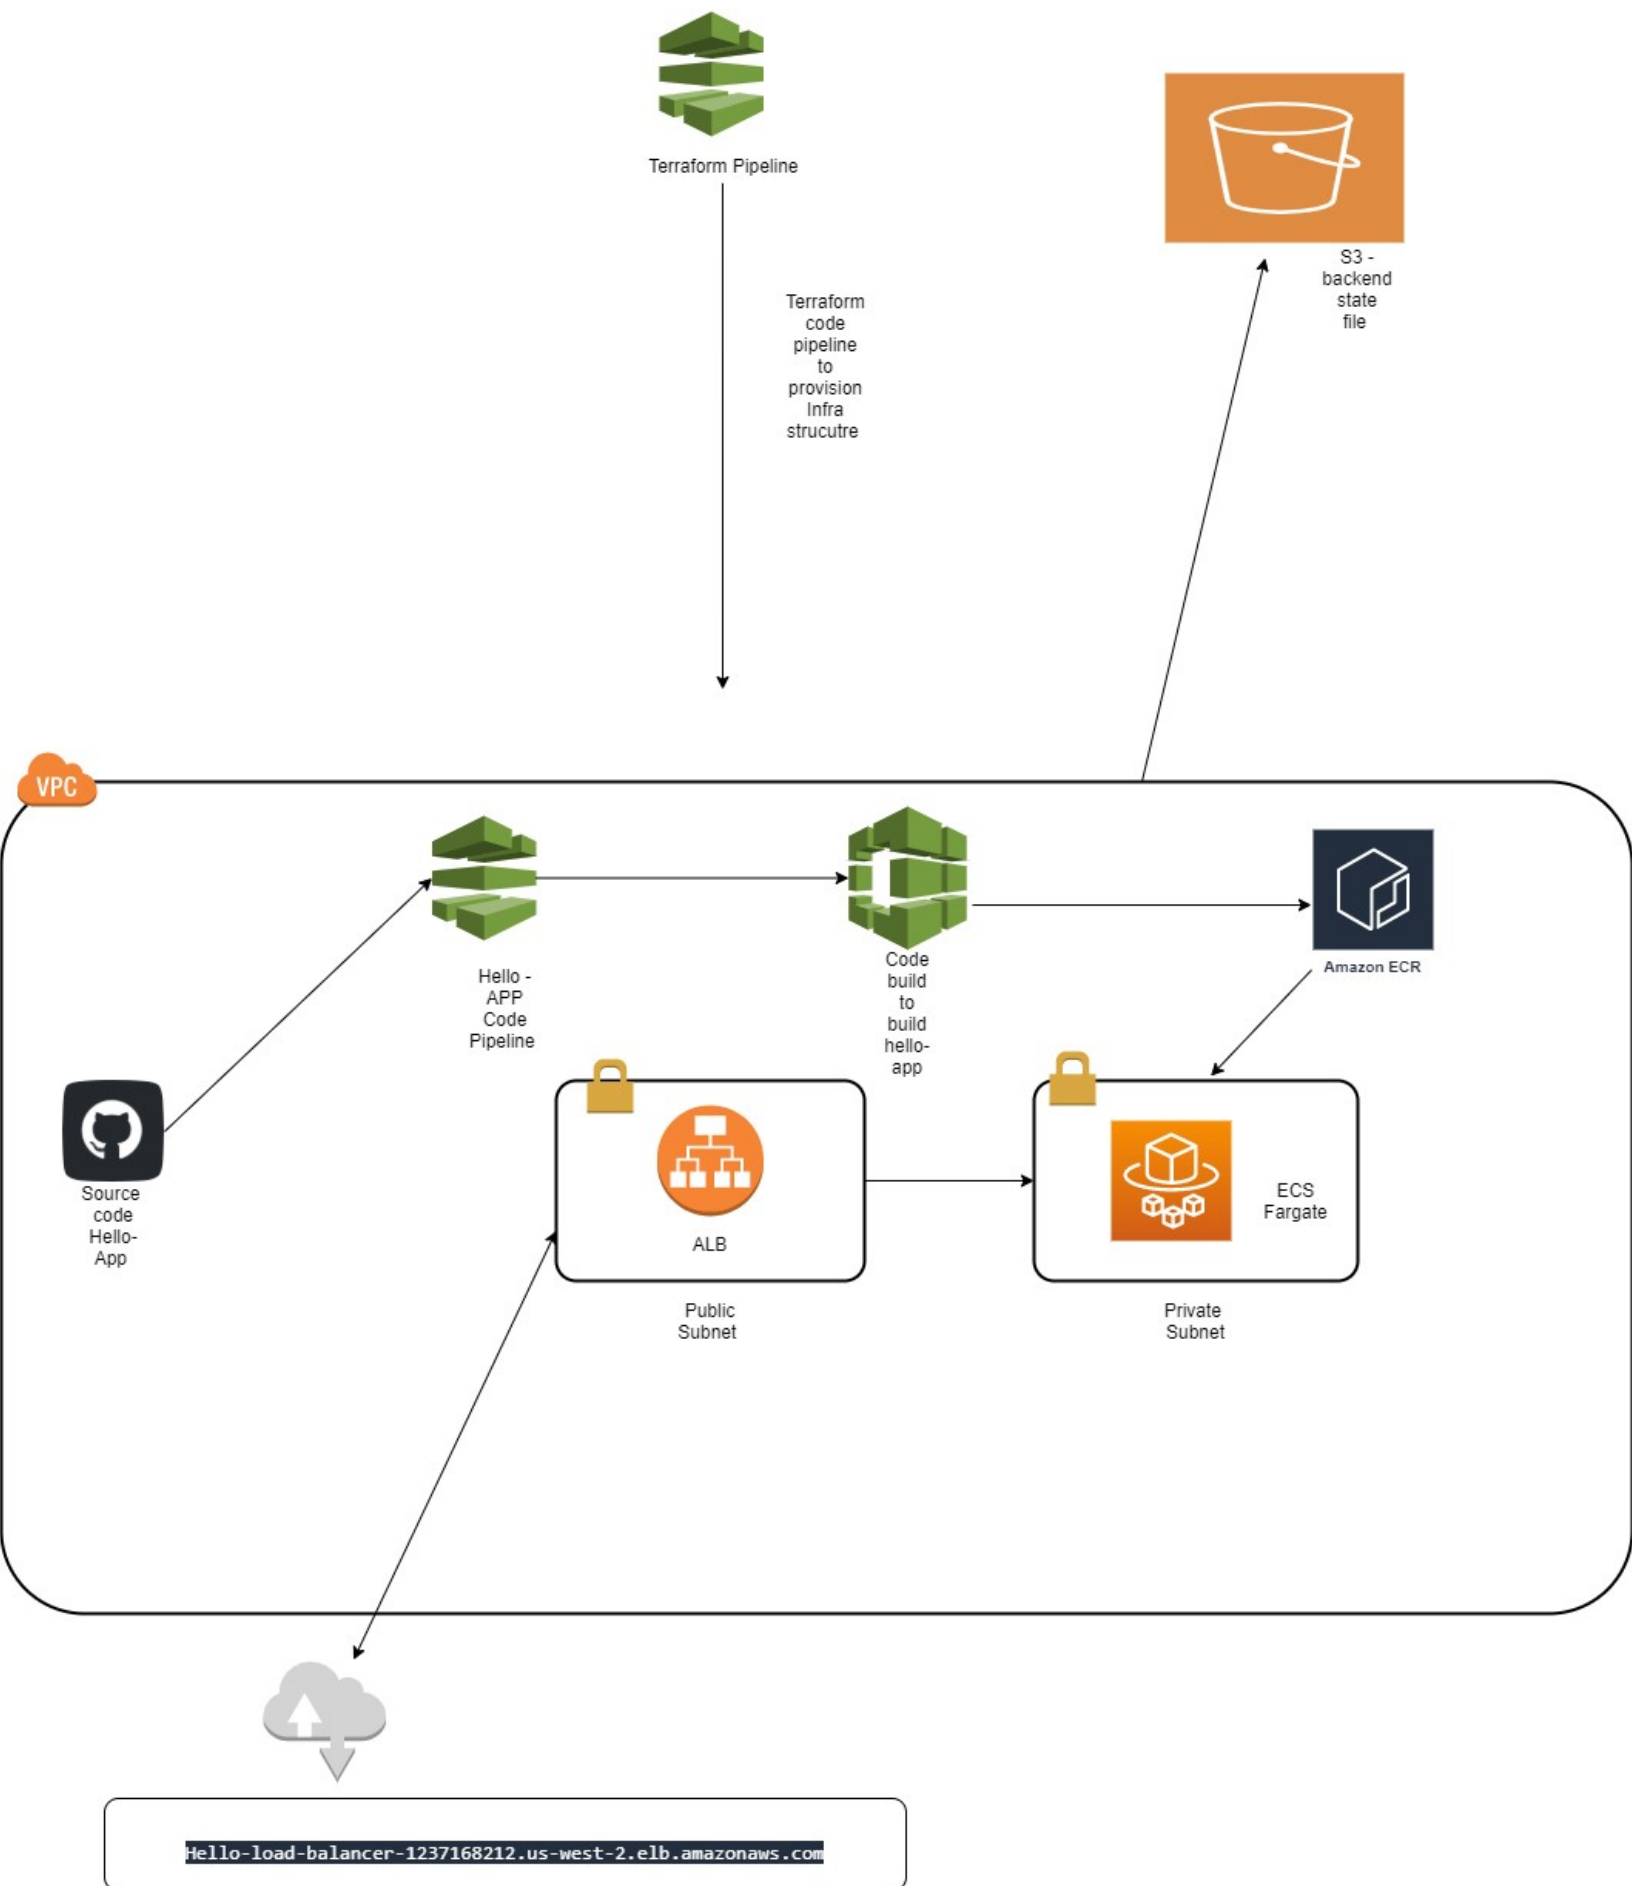 Terraform Pipeline
S3 -
backend
state
file
Terraform
code
pipeline
to
provision
Infra
strucutre
VPC
Hello -
APP
Code
Pipeline
Code
build
to
build
hello-
app
Amazon ECR
Source
code
Hello-
App
ALB
ECS
Fargate
Public
Subnet
Private
Subnet
Hello-load-balancer-1237168212.us-west-2.elb.amazonaws.com